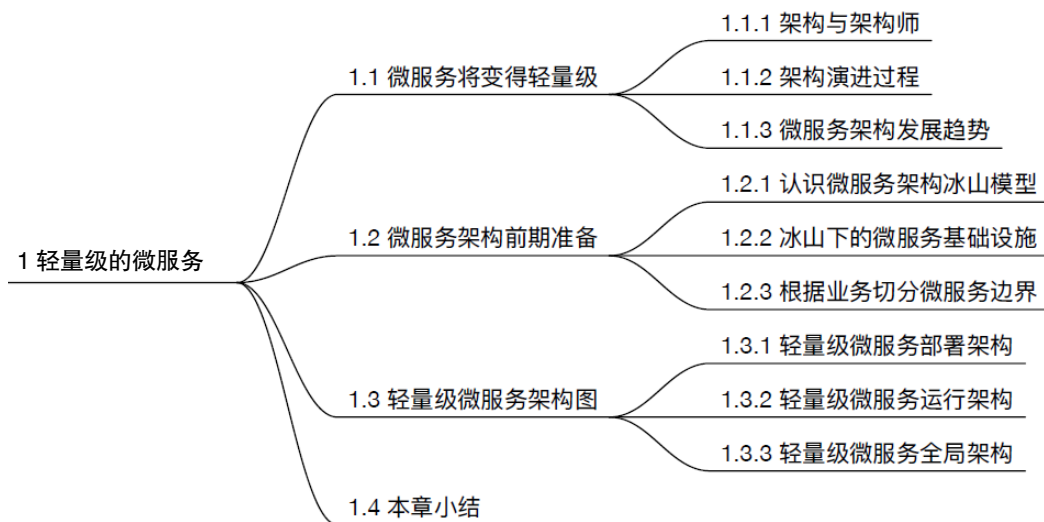 1 轻量级的微服务
1.1 微服务将变得轻量级
1.1.1 架构与架构师
1.1.2 架构演进过程
1.1.3 微服务架构发展趋势
1.2 微服务架构前期准备
1.2.1 认识微服务架构冰山模型
1.2.2 冰山下的微服务基础设施
1.2.3 根据业务切分微服务边界
1.3 轻量级微服务架构图
1.3.1 轻量级微服务部署架构
1.3.2 轻量级微服务运行架构
1.3.3 轻量级微服务全局架构
1.4 本章小结